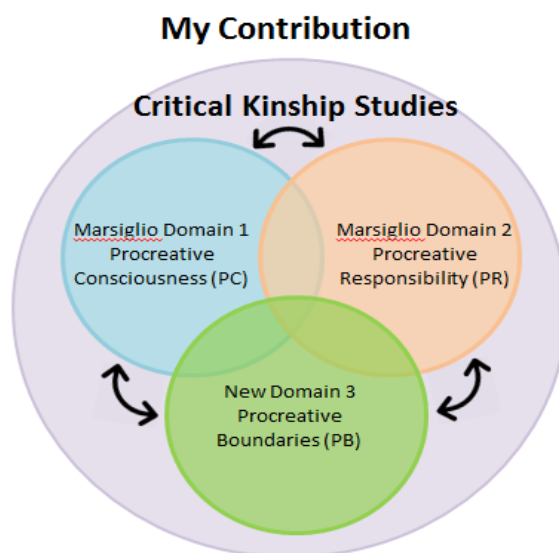 My Contribution
Critical Kinship Studies
Marsiglio Domain 1
Procreative
Consciousness (PC)
Marsiglio Domain 2
Procreative
Responsibility (PR)
New Domain 3
Procreative
Boundaries (PB)